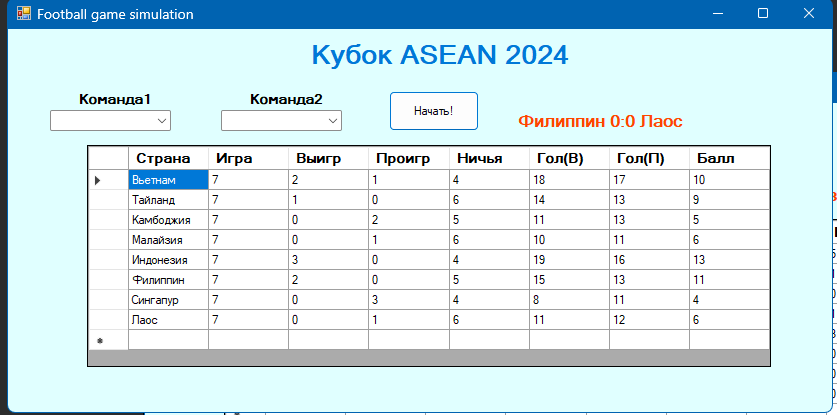 Football game simulation
Кубок ASEAN 2024
Команда1 Команда2 Начать!
Филиппин 0:0 Лаос
Страна Игра Выигр Проигр Ничья Гол(В) Гол(П) Балл
Вьетнам 7 2 1 4 18 17 10
Тайланд 7 1 0 6 14 13 9
Камбоджия 7 0 2 5 11 13 5
Малайзия 7 0 1 6 10 11 6
Индонезия 7 3 0 4 19 16 13
Филиппин 7 2 0 5 15 13 11
Сингапур 7 0 3 4 8 11 4
Лаос 7 0 1 6 11 12 6